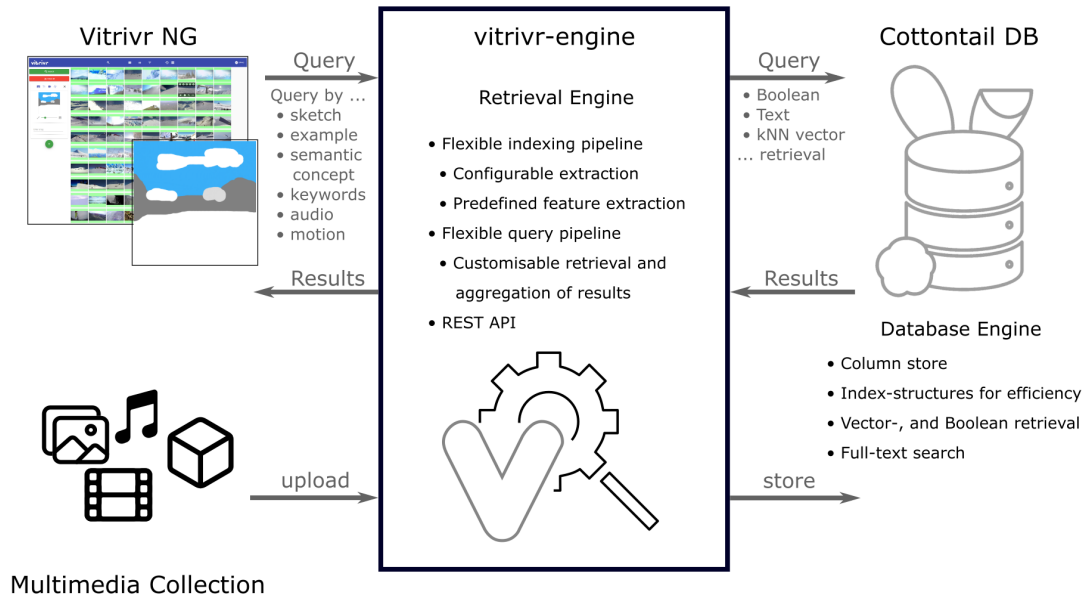 Vitrivr NG
vitrivr
Query
Query by ...
• sketch
• example
• semantic
concept
• keywords
• audio
• motion
Results
upload
Multimedia Collection
vitrivr-engine
Retrieval Engine
• Flexible indexing pipeline
• Configurable extraction
• Predefined feature extraction
• Flexible query pipeline
• Customisable retrieval and
aggregation of results
• REST API
Query
• Boolean
• Text
• kNN vector
... retrieval
Results
store
Cottontail DB
Database Engine
• Column store
• Index-structures for efficiency
• Vector-, and Boolean retrieval
• Full-text search